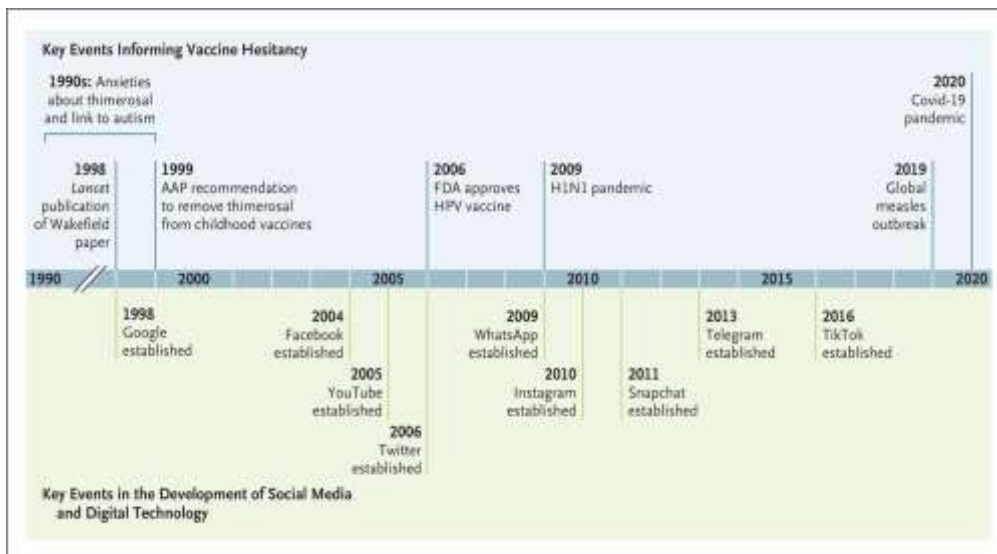 Key Events Informing Vaccine Hesitancy
1990s: Anxieties
about thimerosal
and link to autism
2020
Covid-19
pandemic
1998
Lancet
publication
of Wakefield
paper
1999
AAP recommendation
to remove thimerosal
from childhood vaccines
2006
FDA approves
HPV vaccine
2009
H1N1 pandemic
2019
Global
measles
outbreak
1990
2000
2005
2010
2015
2020
1998
Google
established
2004
Facebook
established
2005
YouTube
established
2006
Twitter
established
2009
WhatsApp
established
2010
Instagram
established
2011
Snapchat
established
2013
Telegram
established
2016
TikTok
established
Key Events in the Development of Social Media
and Digital Technology